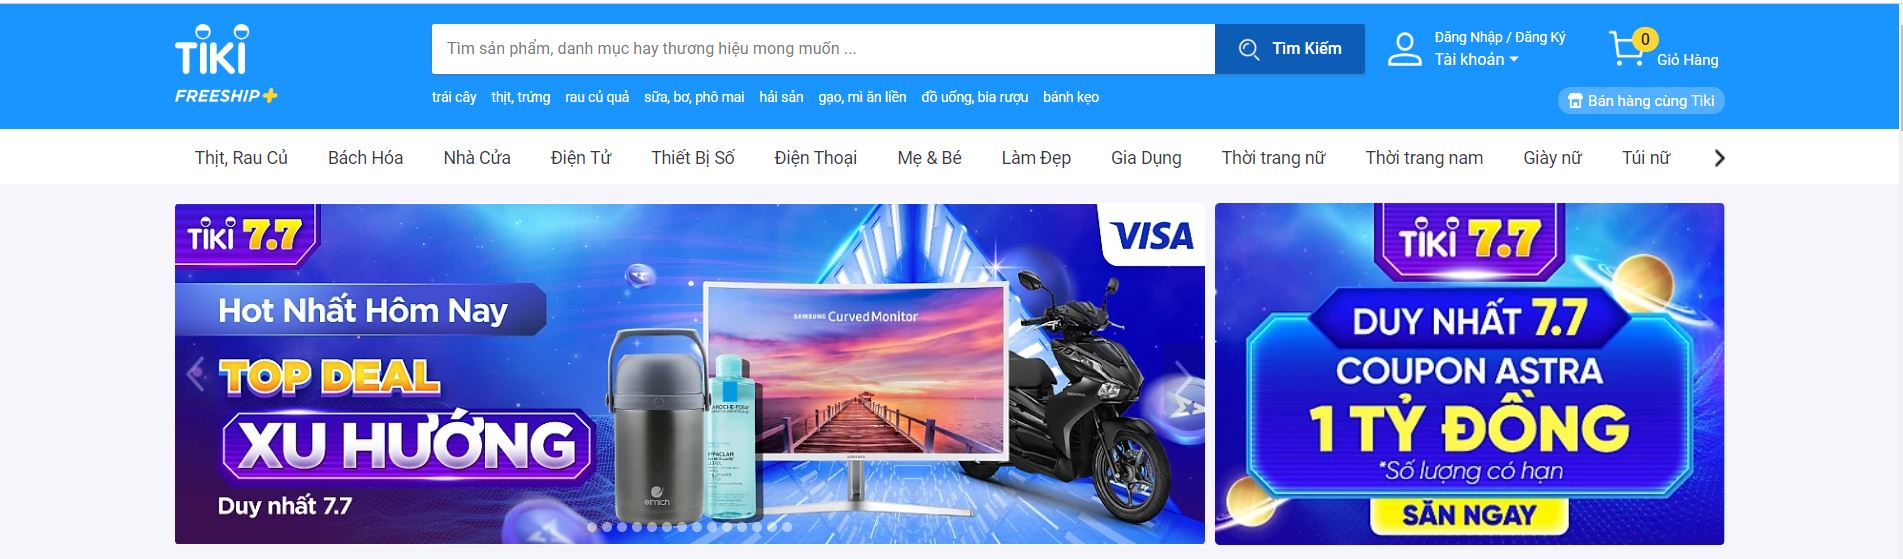 TIKI
FREESHIP+
Tìm sản phẩm, danh mục hay thương hiệu mong muốn ...
Tìm Kiếm
Đăng Nhập / Đăng Ký
Tài khoản
0
Giỏ Hàng
trái cây thịt, trứng rau củ quả sữa, bơ, phô mai hải sản gạo, mì ăn liền đồ uống, bia rượu bánh kẹo
Bán hàng cùng Tiki
Thịt, Rau Củ Bách Hóa Nhà Cửa Điện Tử Thiết Bị Số Điện Thoại Mẹ & Bé Làm Đẹp Gia Dụng Thời trang nữ Thời trang nam Giày nữ Túi nữ
TIKI 7.7
VISA
Hot Nhất Hôm Nay
TOP DEAL
XU HƯỚNG
Duy nhất 7.7
SAMSUNG Curved Monitor
SAMSUNG
elmich
EFFACLAR
HONDA
TIKI 7.7
DUY NHẤT 7.7
COUPON ASTRA
1 TỶ ĐỒNG
*Số lượng có hạn
SĂN NGAY